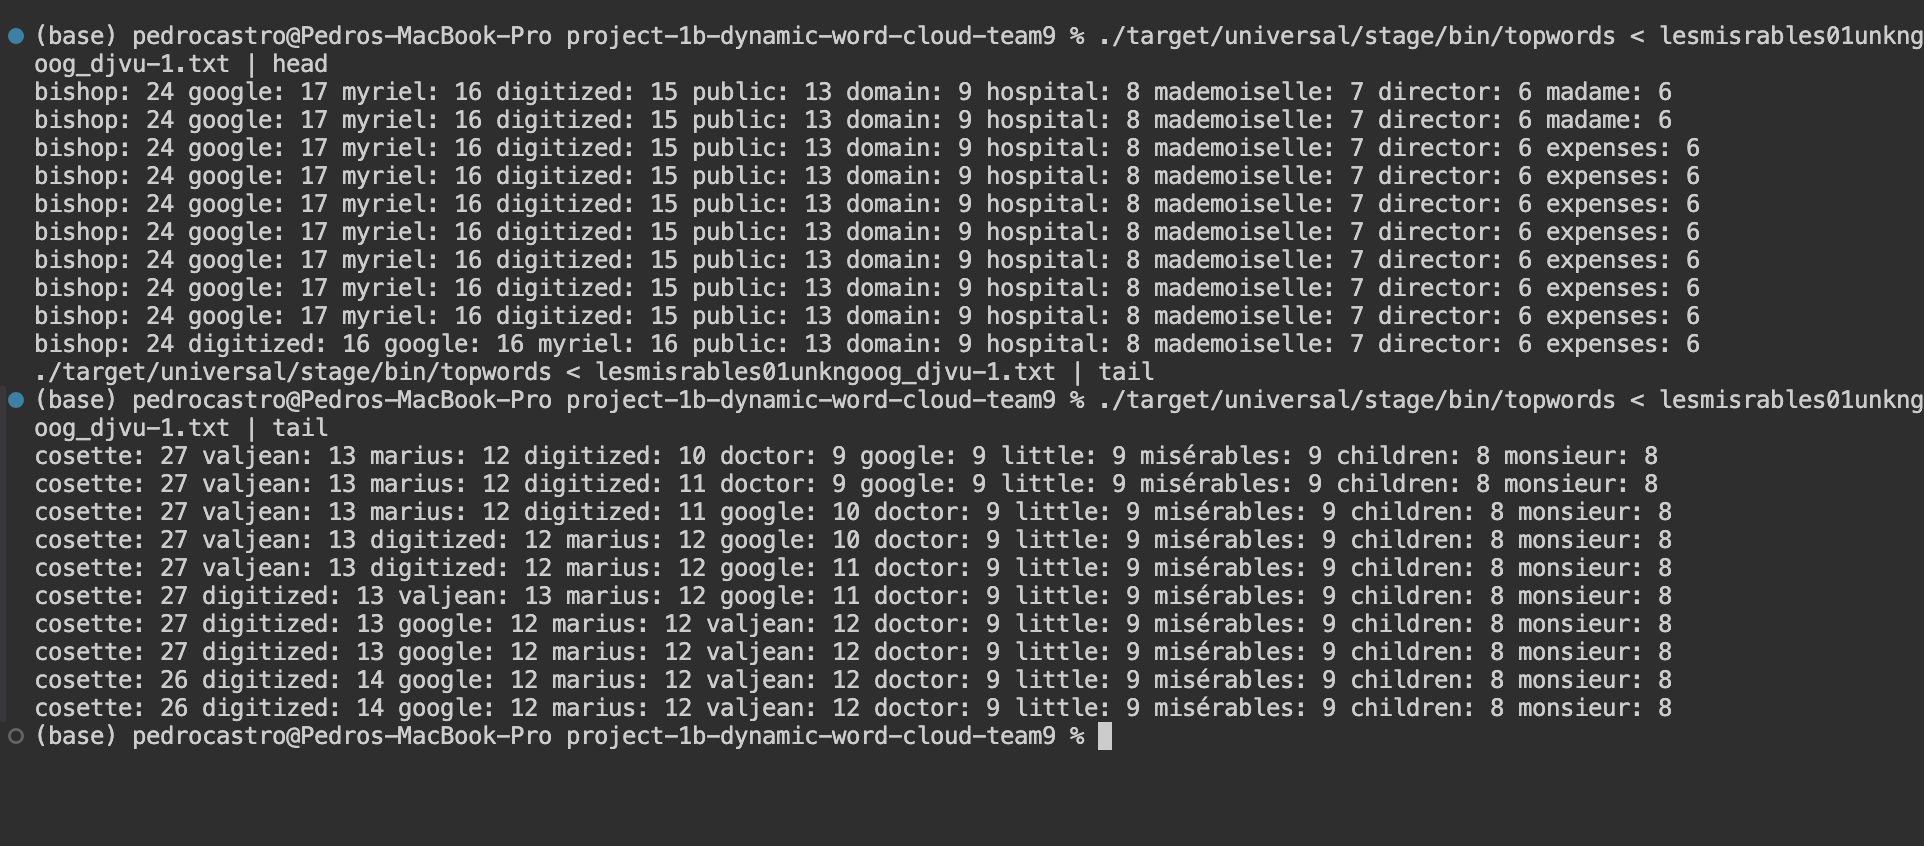 (base) pedrocastro@Pedros-MacBook-Pro project-1b-dynamic-word-cloud-team9 % ./target/universal/stage/bin/topwords < lesmisrables01unkng
oog_djvu-1.txt | head
bishop: 24 google: 17 myriel: 16 digitized: 15 public: 13 domain: 9 hospital: 8 mademoiselle: 7 director: 6 madame: 6
bishop: 24 google: 17 myriel: 16 digitized: 15 public: 13 domain: 9 hospital: 8 mademoiselle: 7 director: 6 madame: 6
bishop: 24 google: 17 myriel: 16 digitized: 15 public: 13 domain: 9 hospital: 8 mademoiselle: 7 director: 6 expenses: 6
bishop: 24 google: 17 myriel: 16 digitized: 15 public: 13 domain: 9 hospital: 8 mademoiselle: 7 director: 6 expenses: 6
bishop: 24 google: 17 myriel: 16 digitized: 15 public: 13 domain: 9 hospital: 8 mademoiselle: 7 director: 6 expenses: 6
bishop: 24 google: 17 myriel: 16 digitized: 15 public: 13 domain: 9 hospital: 8 mademoiselle: 7 director: 6 expenses: 6
bishop: 24 google: 17 myriel: 16 digitized: 15 public: 13 domain: 9 hospital: 8 mademoiselle: 7 director: 6 expenses: 6
bishop: 24 google: 17 myriel: 16 digitized: 15 public: 13 domain: 9 hospital: 8 mademoiselle: 7 director: 6 expenses: 6
bishop: 24 google: 17 myriel: 16 digitized: 15 public: 13 domain: 9 hospital: 8 mademoiselle: 7 director: 6 expenses: 6
bishop: 24 digitized: 16 google: 16 myriel: 16 public: 13 domain: 9 hospital: 8 mademoiselle: 7 director: 6 expenses: 6
./target/universal/stage/bin/topwords < lesmisrables01unkngoog_djvu-1.txt | tail
(base) pedrocastro@Pedros-MacBook-Pro project-1b-dynamic-word-cloud-team9 % ./target/universal/stage/bin/topwords < lesmisrables01unkng
oog_djvu-1.txt | tail
cosette: 27 valjean: 13 marius: 12 digitized: 10 doctor: 9 google: 9 little: 9 misérables: 9 children: 8 monsieur: 8
cosette: 27 valjean: 13 marius: 12 digitized: 11 doctor: 9 google: 9 little: 9 misérables: 9 children: 8 monsieur: 8
cosette: 27 valjean: 13 marius: 12 digitized: 11 google: 10 doctor: 9 little: 9 misérables: 9 children: 8 monsieur: 8
cosette: 27 valjean: 13 digitized: 12 marius: 12 google: 10 doctor: 9 little: 9 misérables: 9 children: 8 monsieur: 8
cosette: 27 valjean: 13 digitized: 12 marius: 12 google: 11 doctor: 9 little: 9 misérables: 9 children: 8 monsieur: 8
cosette: 27 digitized: 13 valjean: 13 marius: 12 google: 11 doctor: 9 little: 9 misérables: 9 children: 8 monsieur: 8
cosette: 27 digitized: 13 google: 12 marius: 12 valjean: 12 doctor: 9 little: 9 misérables: 9 children: 8 monsieur: 8
cosette: 27 digitized: 13 google: 12 marius: 12 valjean: 12 doctor: 9 little: 9 misérables: 9 children: 8 monsieur: 8
cosette: 26 digitized: 14 google: 12 marius: 12 valjean: 12 doctor: 9 little: 9 misérables: 9 children: 8 monsieur: 8
cosette: 26 digitized: 14 google: 12 marius: 12 valjean: 12 doctor: 9 little: 9 misérables: 9 children: 8 monsieur: 8
(base) pedrocastro@Pedros-MacBook-Pro project-1b-dynamic-word-cloud-team9 %